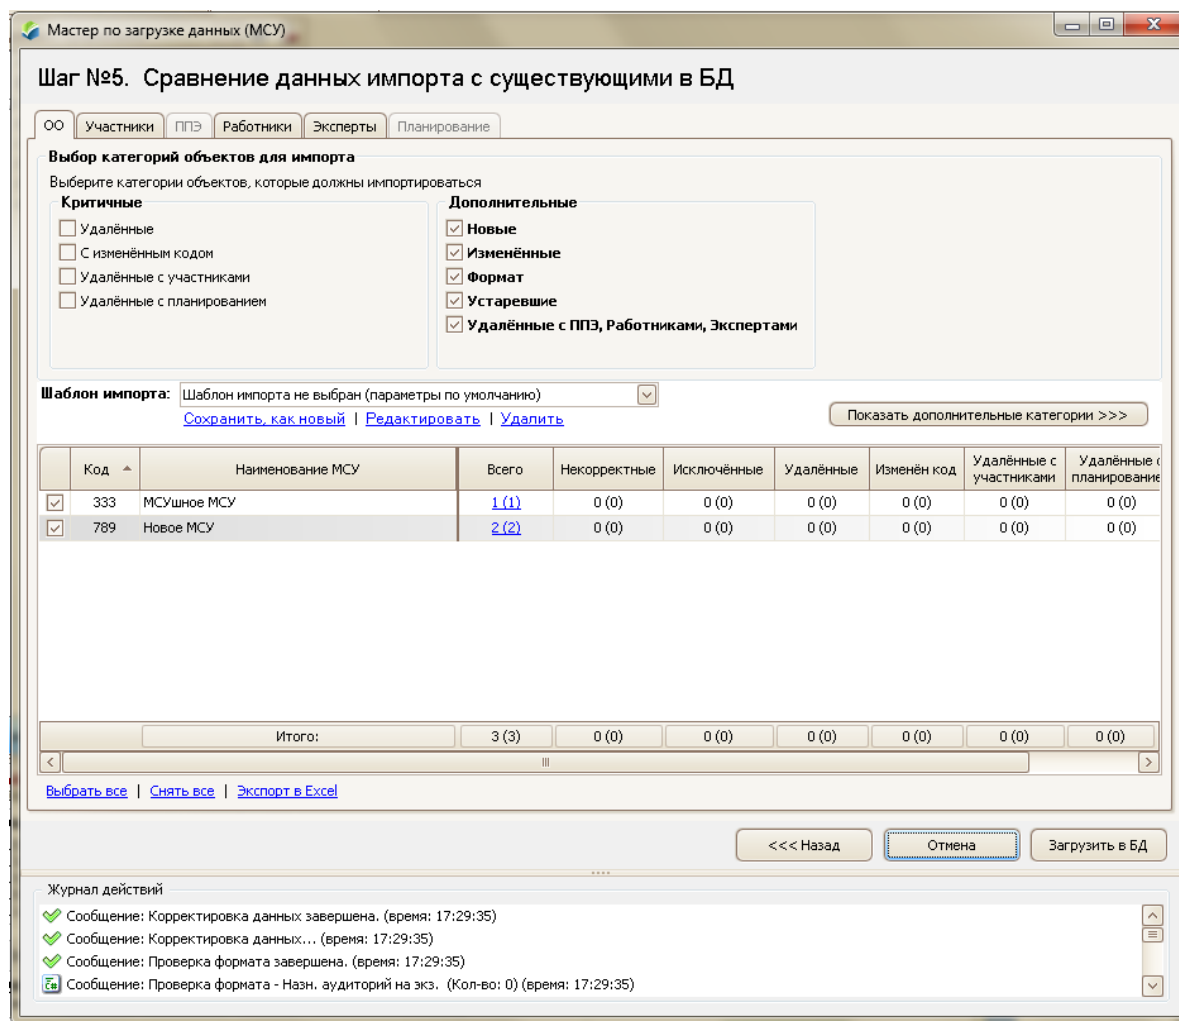 Мастер по загрузке данных (МСУ)
Шаг №5. Сравнение данных импорта с существующими в БД
ОО Участники ППЭ Работники Эксперты Планирование
Выбор категорий объектов для импорта
Выберите категории объектов, которые должны импортироваться
Критичные Дополнительные
Удалённые Новые
С изменённым кодом Изменённые
Удалённые с участниками Формат
Удалённые с планированием Устаревшие
Удалённые с ППЭ, Работниками, Экспертами
Шаблон импорта: Шаблон импорта не выбран (параметры по умолчанию)
Сохранить, как новый | Редактировать | Удалить Показать дополнительные категории >>>
Код Наименование МСУ Всего Некорректные Исключённые Удалённые Изменён код Удалённые с участниками Удалённые с планирование
333 МСУшное МСУ 1 (1) 0 (0) 0 (0) 0 (0) 0 (0) 0 (0) 0 (0)
789 Новое МСУ 2 (2) 0 (0) 0 (0) 0 (0) 0 (0) 0 (0) 0 (0)
Итого: 3 (3) 0 (0) 0 (0) 0 (0) 0 (0) 0 (0) 0 (0)
Выбрать все | Снять все | Экспорт в Excel
<<< Назад Отмена Загрузить в БД
Журнал действий
Сообщение: Корректировка данных завершена. (время: 17:29:35)
Сообщение: Корректировка данных... (время: 17:29:35)
Сообщение: Проверка формата завершена. (время: 17:29:35)
Сообщение: Проверка формата - Назн. аудиторий на экз. (Кол-во: 0) (время: 17:29:35)